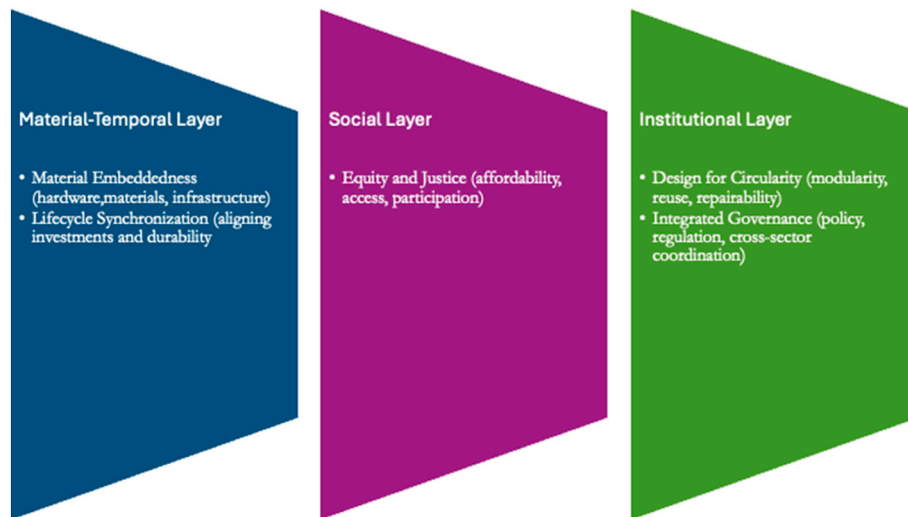 Material-Temporal Layer
• Material Embeddedness
(hardware,materials, infrastructure)
• Lifecycle Synchronization (aligning
investments and durability
Social Layer
• Equity and Justice (affordability,
access, participation)
Institutional Layer
• Design for Circularity (modularity,
reuse, repairability)
• Integrated Governance (policy,
regulation, cross-sector
coordination)